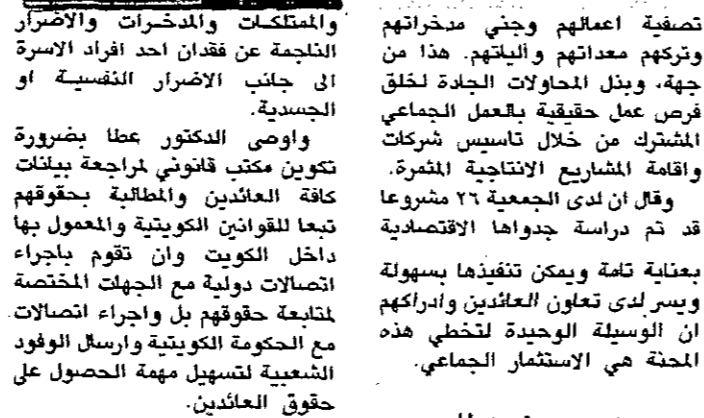 تصفية اعمالهم وجني مدخراتهم
وتركهم معداتهم وألياتهم. هذا من
جهة، وبذل المحاولات الجادة لخلق
فرص عمل حقيقية بالعمل الجماعي
المشترك من خلال تاسيس شركات
واقامة المشاريع الانتاجية المثمرة.
وقال ان لدى الجمعية ٢٦ مشروعا
قد تم دراسة جدواها الاقتصادية
بعناية تامة ويمكن تنفيذها بسهولة
ويسر لدى تعاون العائدين وادراكهم
ان الوسيلة الوحيدة لتخطي هذه
المحنة هي الاستثمار الجماعي.
والممتلكات والمدخرات والاضرار
الناجمة عن فقدان احد افراد الاسرة
الى جانب الاضرار النفسية او
الجسدية.
واوصى الدكتور عطا بضرورة
تكوين مكتب قانوني لمراجعة بيانات
كافة العائدين والمطالبة بحقوقهم
تبعا للقوانين الكويتية والمعمول بها
داخل الكويت وان تقوم باجراء
اتصالات دولية مع الجهات المختصة
لمتابعة حقوقهم بل واجراء اتصالات
مع الحكومة الكويتية وارسال الوفود
الشعبية لتسهيل مهمة الحصول على
حقوق العائدين.